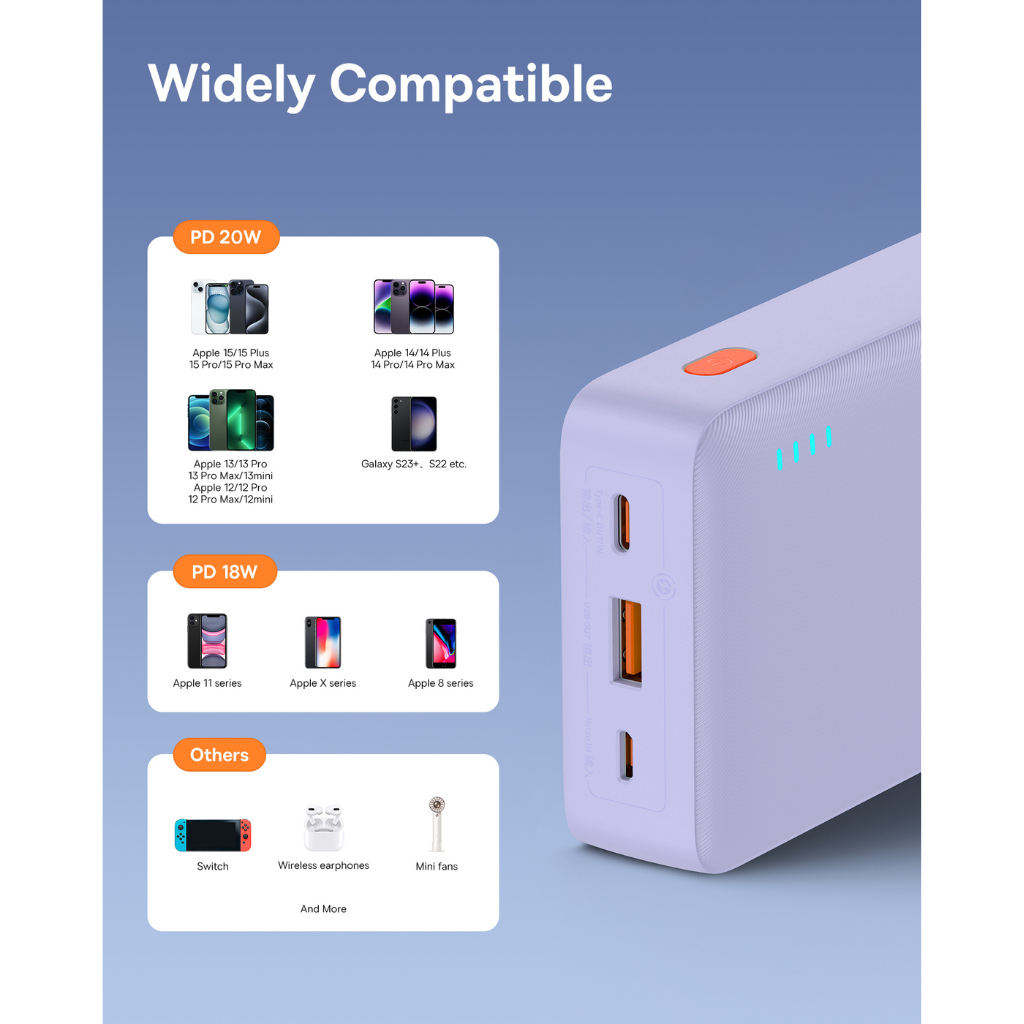 Widely Compatible
PD 20W
Apple 15/15 Plus
15 Pro/15 Pro Max
Apple 14/14 Plus
14 Pro/14 Pro Max
Apple 13/13 Pro
13 Pro Max/13mini
Apple 12/12 Pro
12 Pro Max/12mini
Galaxy S23+、S22 etc.
PD 18W
Apple 11 series
Apple X series
Apple 8 series
Others
Switch
Wireless earphones
Mini fans
And More